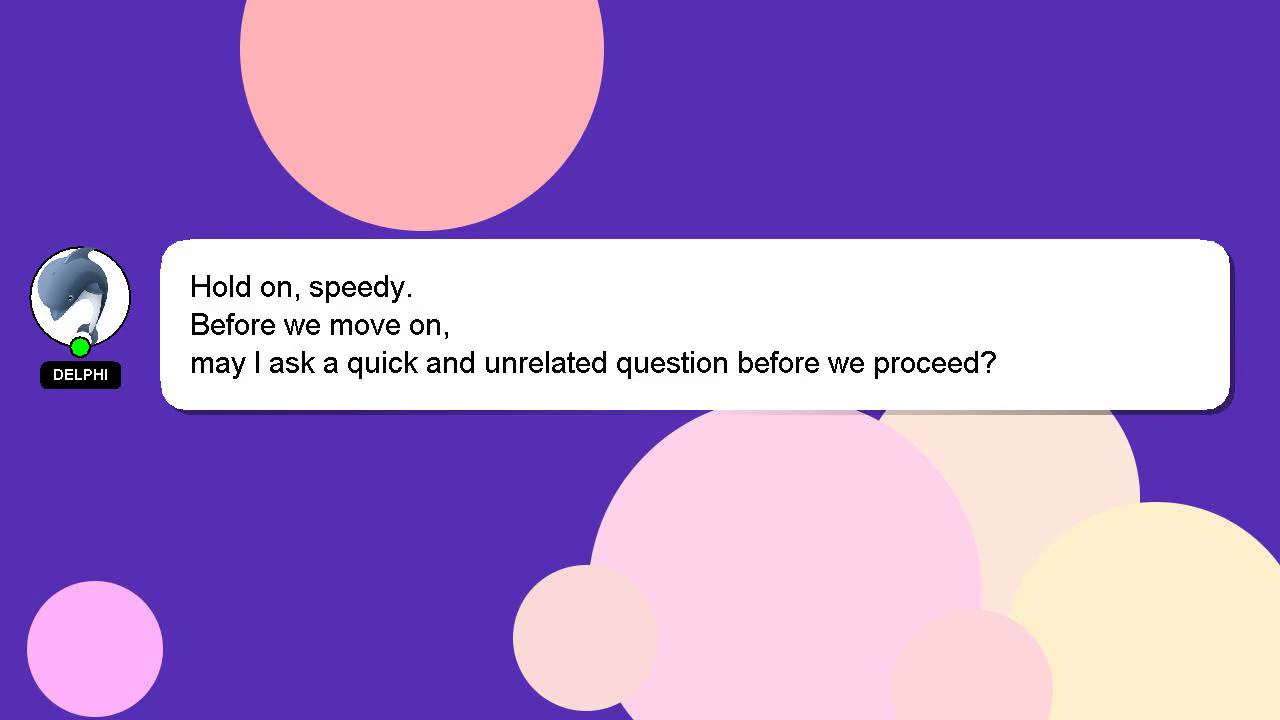 Hold on, speedy.
Before we move on,
may I ask a quick and unrelated question before we proceed?
DELPHI